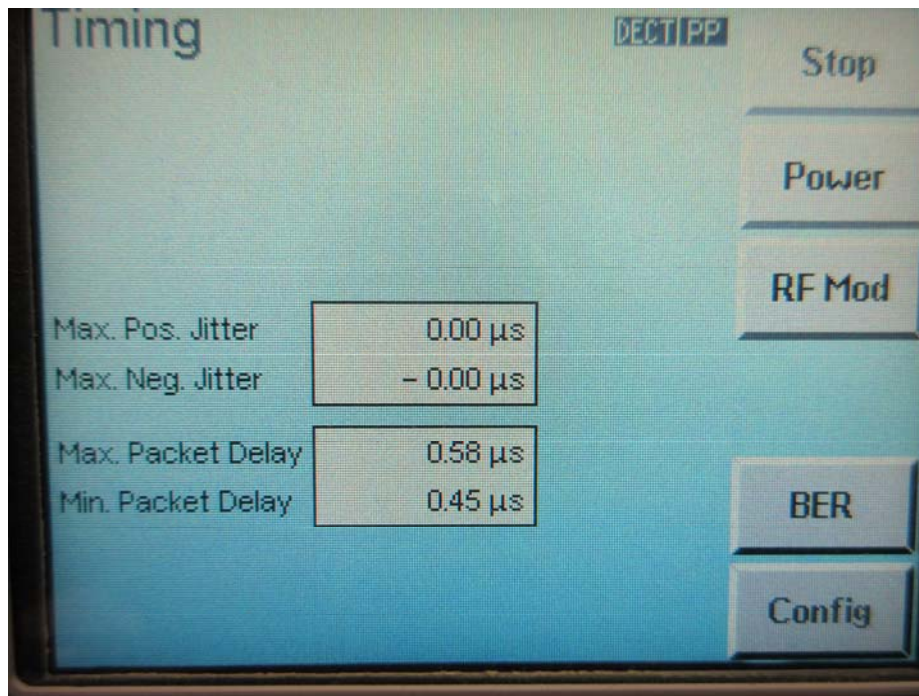 Timing
DECT PP
Stop
Power
RF Mod
Max. Pos. Jitter 0.00 µs
Max. Neg. Jitter – 0.00 µs
Max. Packet Delay 0.58 µs
Min. Packet Delay 0.45 µs
BER
Config